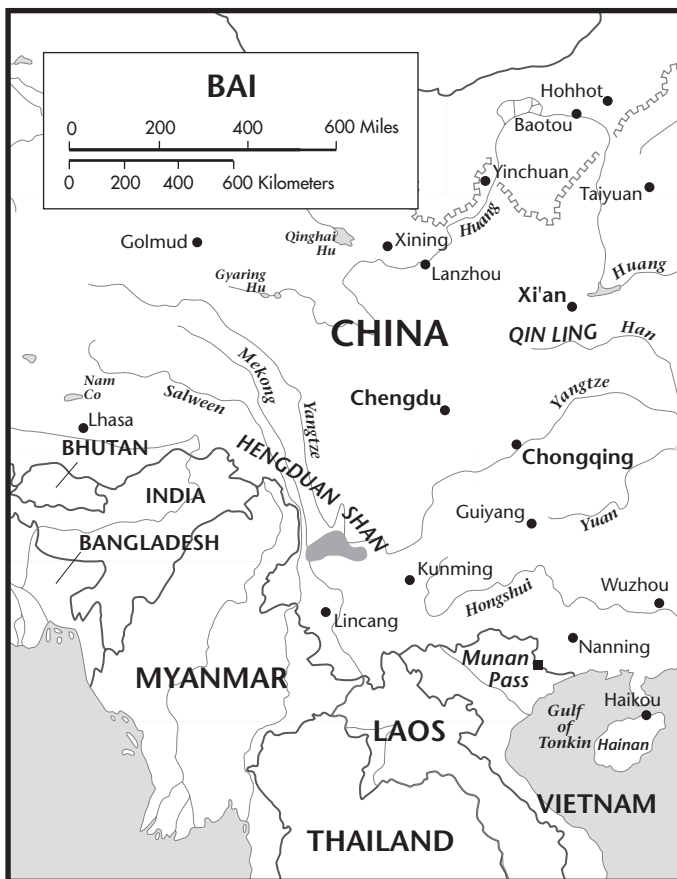 BAI
0 200 400 600 Miles
0 200 400 600 Kilometers
Hohhot
Baotou
Yinchuan
Taiyuan
Golmud
Qinghai
Hu
Xining
Huang
Lanzhou
Gyaring
Hu
Huang
Xi'an
CHINA
QIN LING
Han
Mekong
Nam
Co
Salween
Yangtze
Chengdu
Yangtze
Lhasa
BHUTAN
HENGDUAN SHAN
Chongqing
INDIA
Guiyang
Yuan
BANGLADESH
Kunming
Hongshui
Wuzhou
Lincang
Nanning
Munan
Pass
MYANMAR
Haikou
Gulf
of
Tonkin
LAOS
Hainan
VIETNAM
THAILAND